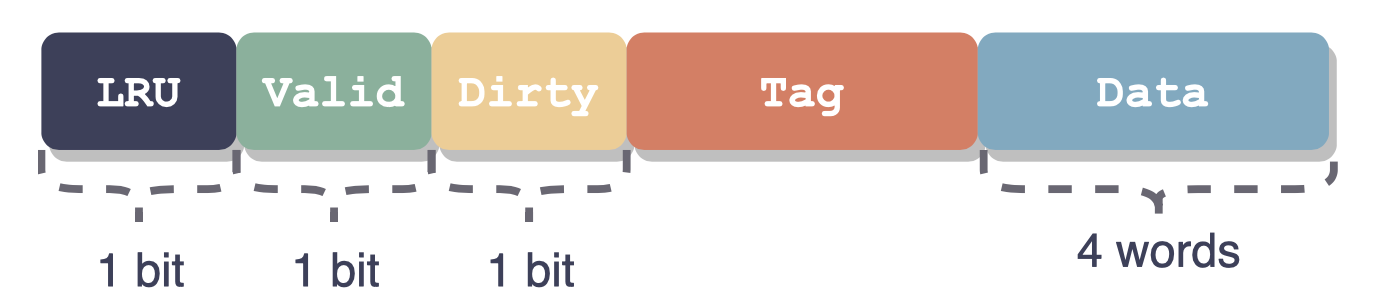 LRU Valid Dirty Tag Data
1 bit 1 bit 1 bit 4 words